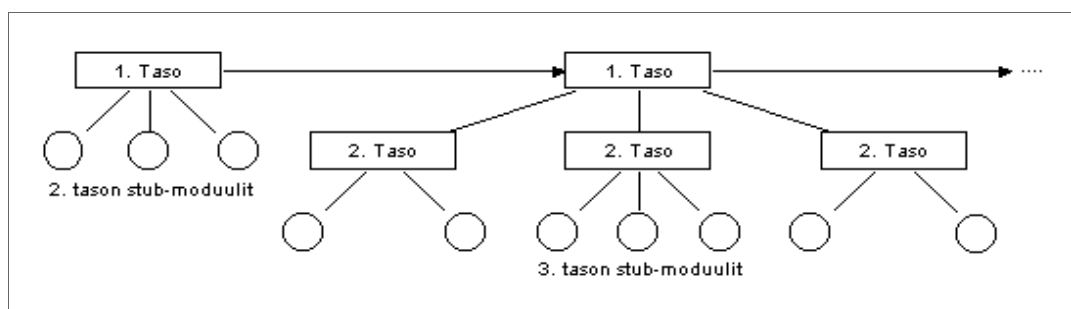 1. Taso
1. Taso
....
2. Taso
2. Taso
2. Taso
2. tason stub-moduulit
3. tason stub-moduulit